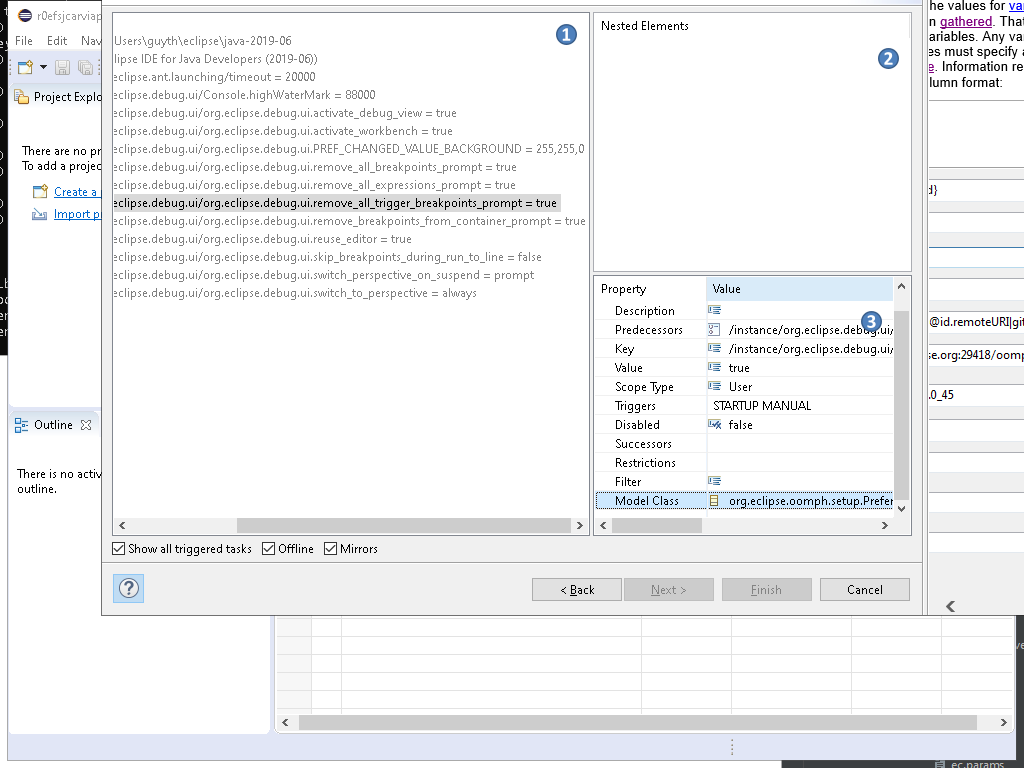 r0efsjcarviap
File Edit Nav
Project Explo
There are no pr
To add a projec
Create a
Import p
Outline
There is no activ
outline.
Users\guyth\eclipse\java-2019-06
lipse IDE for Java Developers (2019-06))
eclipse.ant.launching/timeout = 20000
eclipse.debug.ui/Console.highWaterMark = 88000
eclipse.debug.ui/org.eclipse.debug.ui.activate_debug_view = true
eclipse.debug.ui/org.eclipse.debug.ui.activate_workbench = true
eclipse.debug.ui/org.eclipse.debug.ui.PREF_CHANGED_VALUE_BACKGROUND = 255,255,0
eclipse.debug.ui/org.eclipse.debug.ui.remove_all_breakpoints_prompt = true
eclipse.debug.ui/org.eclipse.debug.ui.remove_all_expressions_prompt = true
eclipse.debug.ui/org.eclipse.debug.ui.remove_all_trigger_breakpoints_prompt = true
eclipse.debug.ui/org.eclipse.debug.ui.remove_breakpoints_from_container_prompt = true
eclipse.debug.ui/org.eclipse.debug.ui.reuse_editor = true
eclipse.debug.ui/org.eclipse.debug.ui.skip_breakpoints_during_run_to_line = false
eclipse.debug.ui/org.eclipse.debug.ui.switch_perspective_on_suspend = prompt
eclipse.debug.ui/org.eclipse.debug.ui.switch_to_perspective = always
1
Nested Elements
2
Property Value
3
Description
Predecessors /instance/org.eclipse.debug.ui/
Key /instance/org.eclipse.debug.ui/
Value true
Scope Type User
Triggers STARTUP MANUAL
Disabled false
Successors
Restrictions
Filter
Model Class org.eclipse.oomph.setup.Prefer
Show all triggered tasks Offline Mirrors
? < Back Next > Finish Cancel
he values for va
n gathered. That
ariables. Any va
es must specify a
e. Information re
lumn format:
d}
@id.remoteURI|git
se.org:29418/oomp
.0_45
ve
ec.params